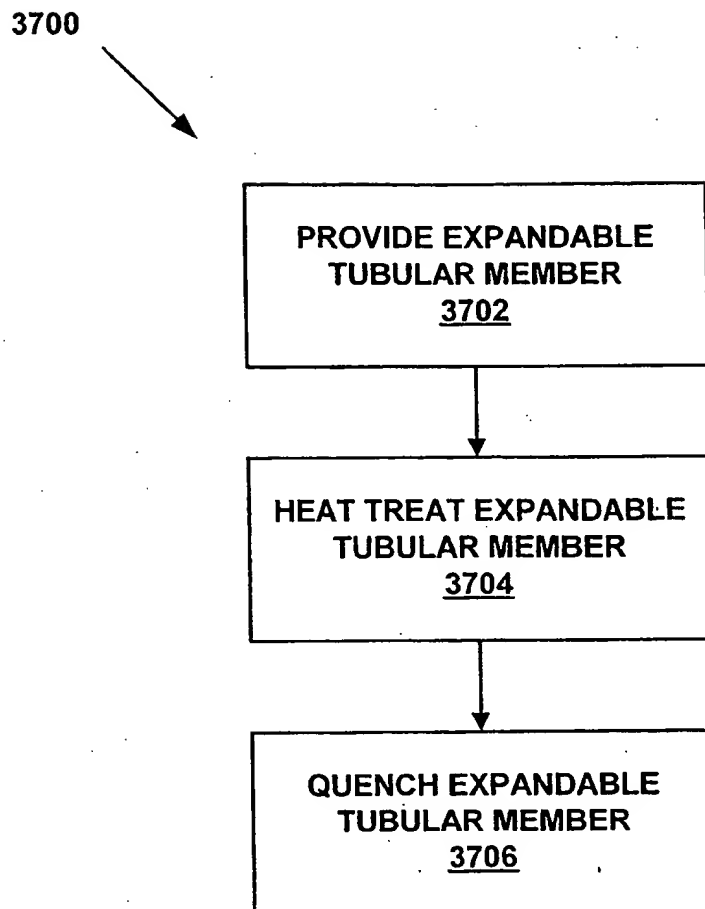 3700
PROVIDE EXPANDABLE
TUBULAR MEMBER
3702
HEAT TREAT EXPANDABLE
TUBULAR MEMBER
3704
QUENCH EXPANDABLE
TUBULAR MEMBER
3706